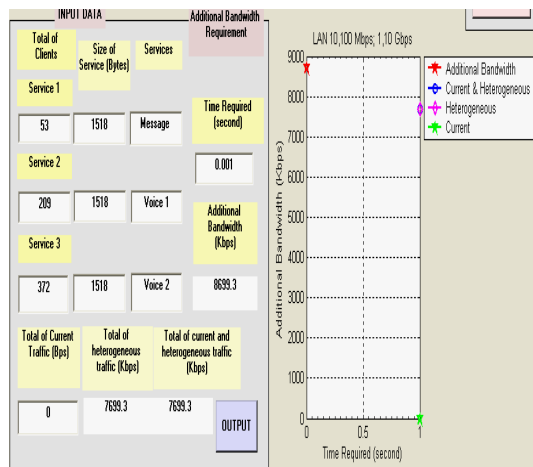 INPUT DATA
Additional Bandwidth
Requirement
Total of
Clients
Size of
Service (Bytes)
Services
Service 1
53
1518
Message
Time Required
(second)
0.001
Service 2
209
1518
Voice 1
Additional
Bandwidth
(Kbps)
8699.3
Service 3
372
1518
Voice 2
Total of Current
Traffic (Bps)
Total of
heterogeneous
traffic (Kbps)
Total of current and
heterogeneous traffic
(Kbps)
0
7699.3
7699.3
OUTPUT
LAN 10,100 Mbps; 1,10 Gbps
Additional Bandwidth (Kbps)
9000
8000
7000
6000
5000
4000
3000
2000
1000
0
0
0.5
1
Time Required (second)
Additional Bandwidth
Current & Heterogeneous
Heterogeneous
Current